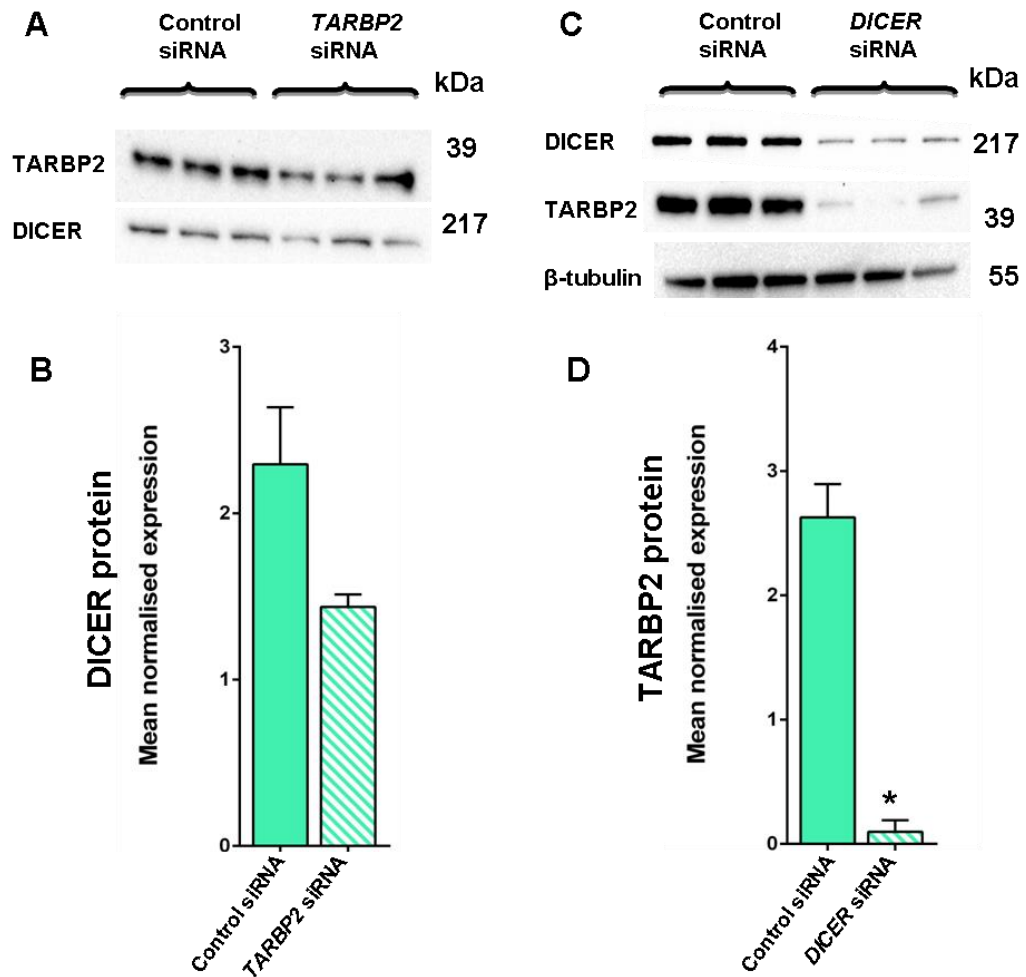 A
Control
siRNA
TARBP2
siRNA
kDa
TARBP2
39
DICER
217
C
Control
siRNA
DICER
siRNA
kDa
DICER
217
TARBP2
39
β-tubulin
55
B
DICER protein
Mean normalised expression
3
2
1
0
Control siRNA
TARBP2 siRNA
D
TARBP2 protein
Mean normalised expression
4
3
2
1
0
*
Control siRNA
DICER siRNA